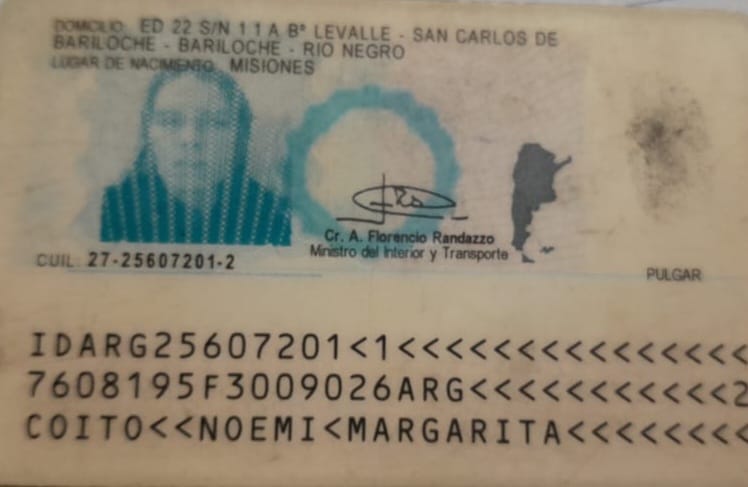 DOMICILIO: ED 22 S/N 1 1 A Bº LEVALLE - SAN CARLOS DE
BARILOCHE - BARILOCHE - RIO NEGRO
LUGAR DE NACIMIENTO: MISIONES
Cr. A. Florencio Randazzo
Ministro del Interior y Transporte
CUIL: 27-25607201-2
PULGAR
IDARG25607201<1<<<<<<<<<<<<<<<
7608195F3009026ARG<<<<<<<<<<<2
COITO<<NOEMI<MARGARITA<<<<<<<<